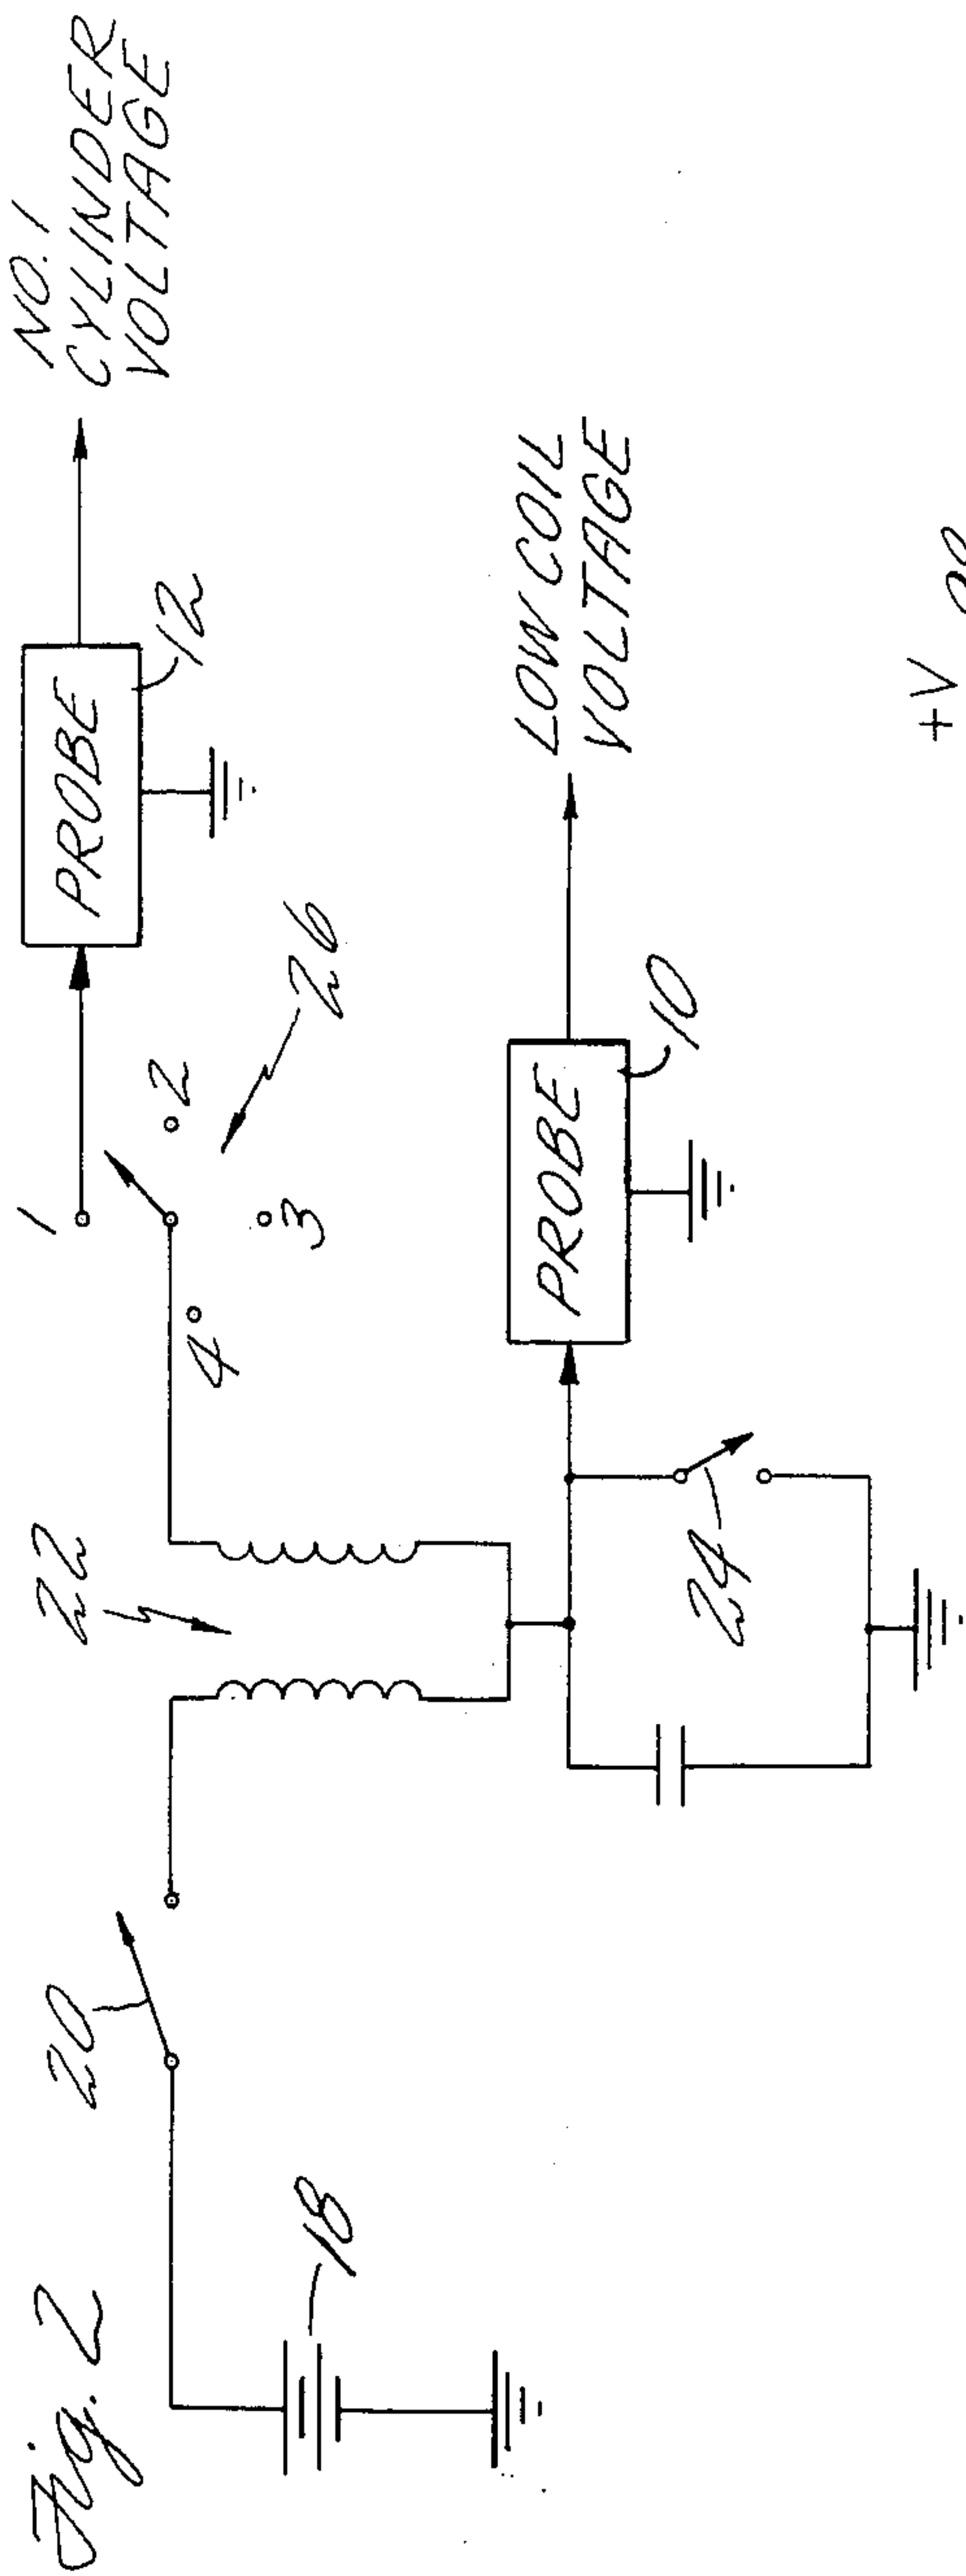 Fig. 2
20
22
18
4
1
2
3
26
PROBE
12
NO. 1
CYLINDER
VOLTAGE
24
PROBE
10
LOW COIL
VOLTAGE
+V